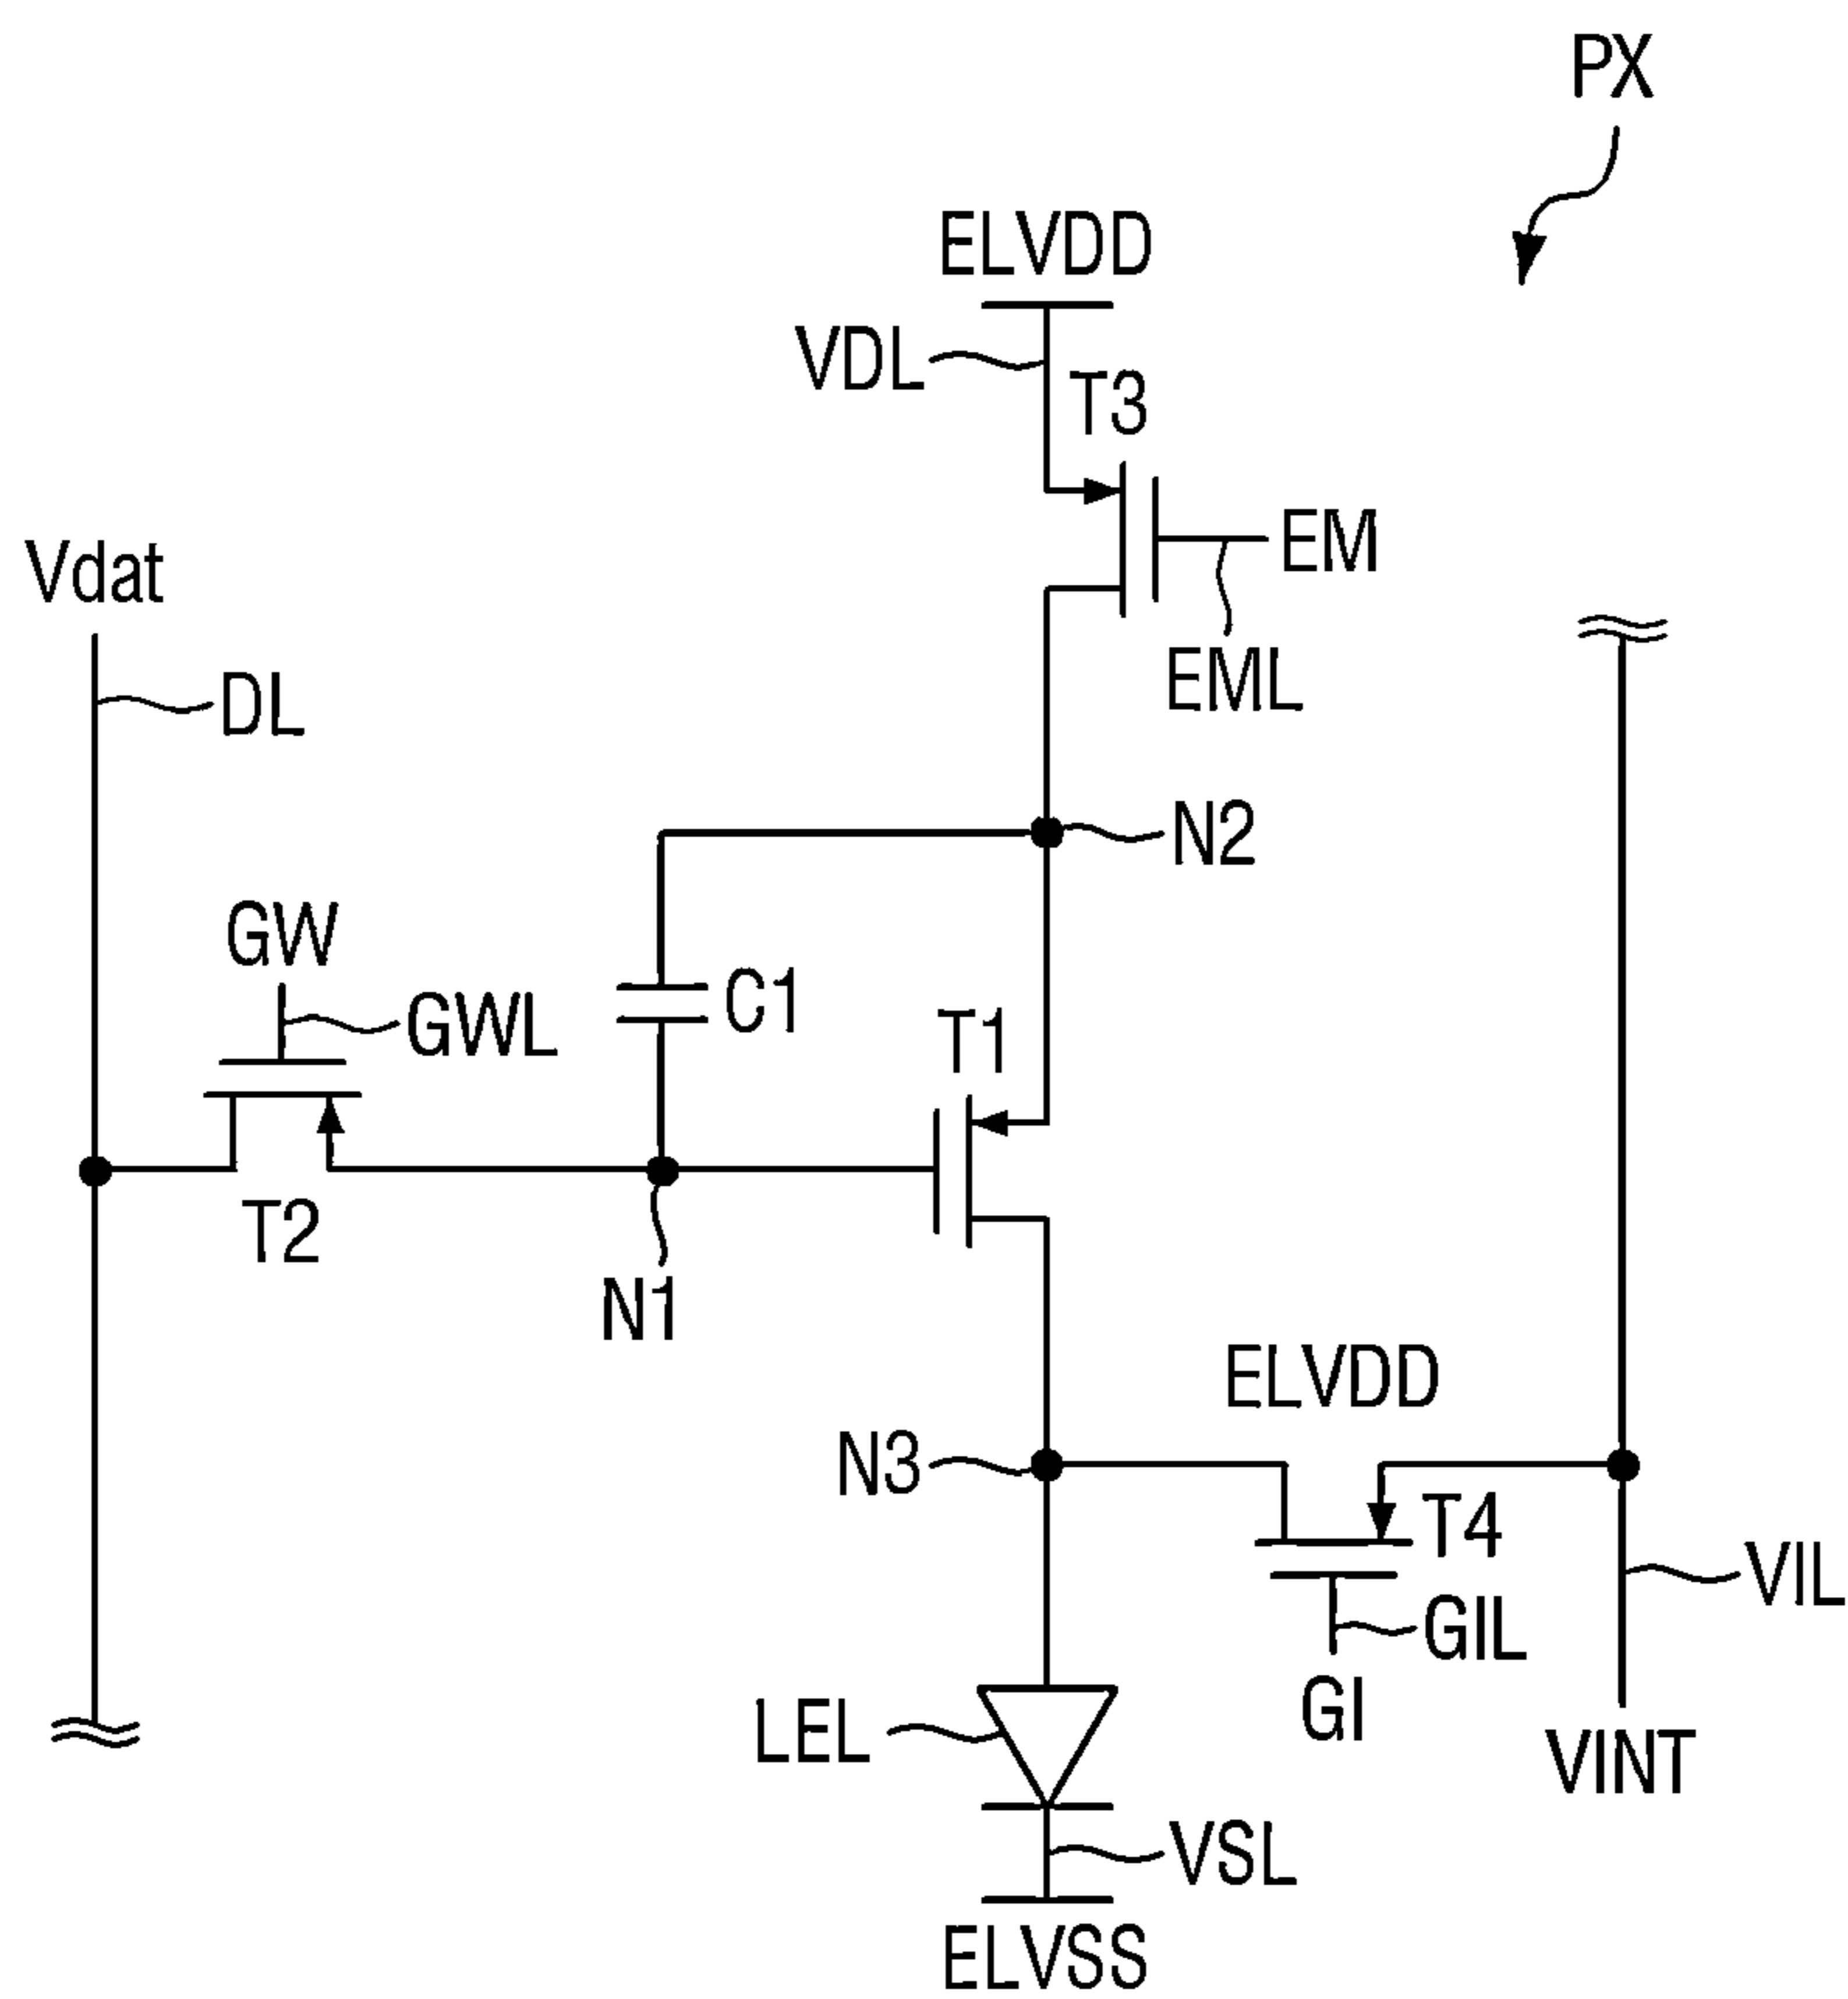 PX
ELVDD
VDL
T3
Vdat
EM
DL
EML
N2
GW
GWL
C1
T1
T2
N1
ELVDD
N3
T4
VIL
GIL
GI
LEL
VINT
VSL
ELVSS